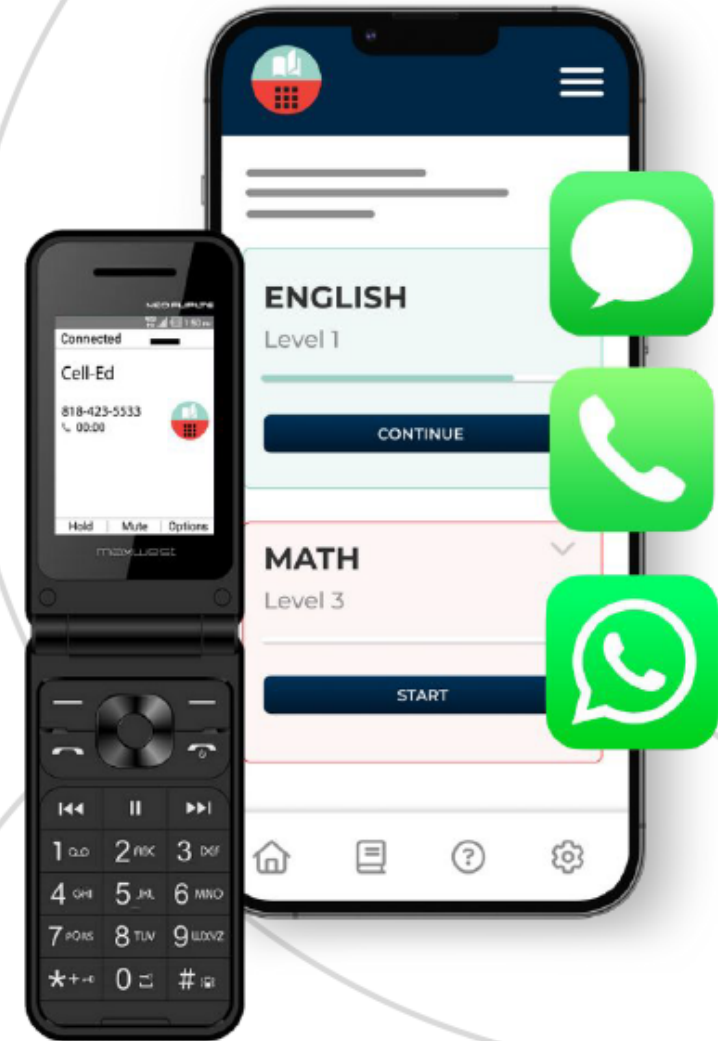 ENGLISH
Level 1
CONTINUE
MATH
Level 3
START
1:50
Connected
Cell-Ed
818-423-5533
00:00
Hold Mute Options
maxwest
1
2 ABC
3 DEF
4 GHI
5 JKL
6 MNO
7 PQRS
8 TUV
9 WXYZ
* +
0
#